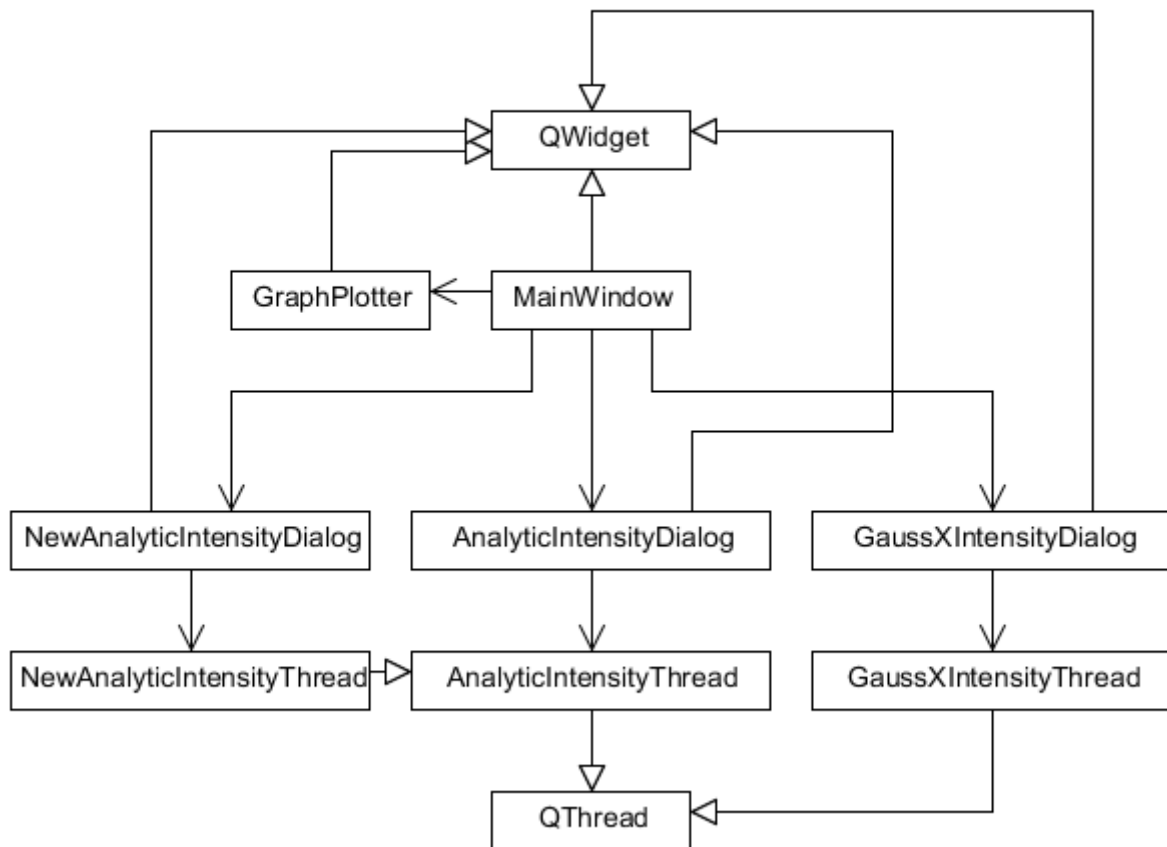 QWidget
GraphPlotter
MainWindow
NewAnalyticIntensityDialog
AnalyticIntensityDialog
GaussXIntensityDialog
NewAnalyticIntensityThread
AnalyticIntensityThread
GaussXIntensityThread
QThread